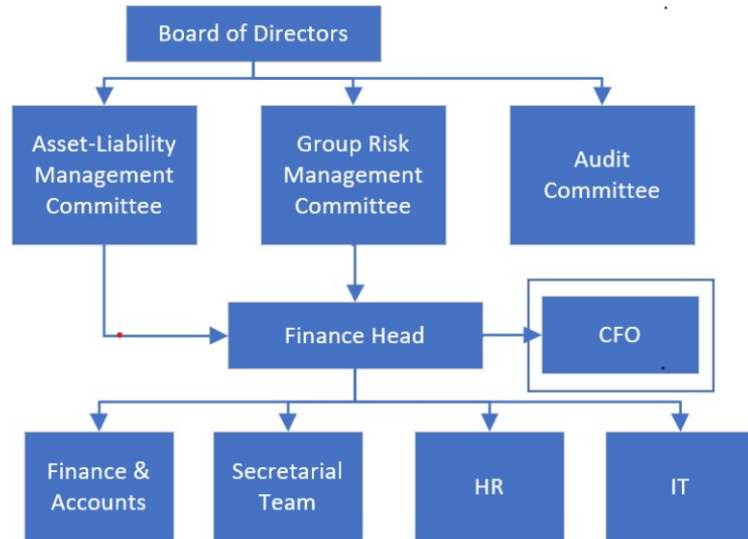 Board of Directors
Asset-Liability
Management
Committee
Group Risk
Management
Committee
Audit
Committee
Finance Head
CFO
Finance &
Accounts
Secretarial
Team
HR
IT